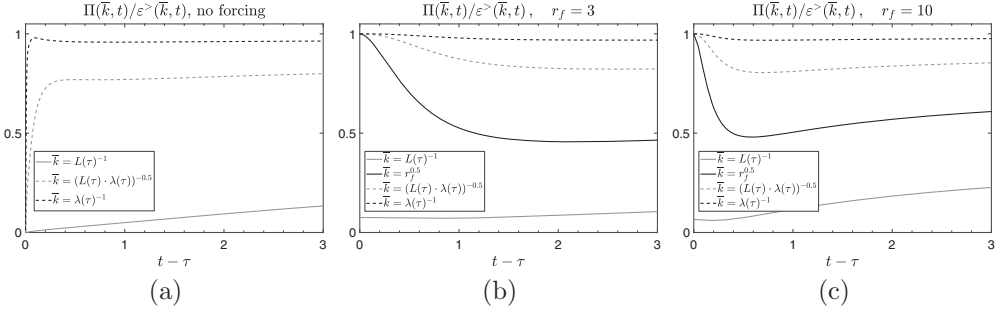 Π(k̅, t)/ε^>(k̅, t), no forcing
1
0.5
0
k̅ = L(τ)^−1
k̅ = (L(τ) · λ(τ))^−0.5
k̅ = λ(τ)^−1
0 1 2 3
t − τ
(a)
Π(k̅, t)/ε^>(k̅, t), r_f = 3
1
0.5
0
k̅ = L(τ)^−1
k̅ = r_f^0.5
k̅ = (L(τ) · λ(τ))^−0.5
k̅ = λ(τ)^−1
0 1 2 3
t − τ
(b)
Π(k̅, t)/ε^>(k̅, t), r_f = 10
1
0.5
0
k̅ = L(τ)^−1
k̅ = r_f^0.5
k̅ = (L(τ) · λ(τ))^−0.5
k̅ = λ(τ)^−1
0 1 2 3
t − τ
(c)